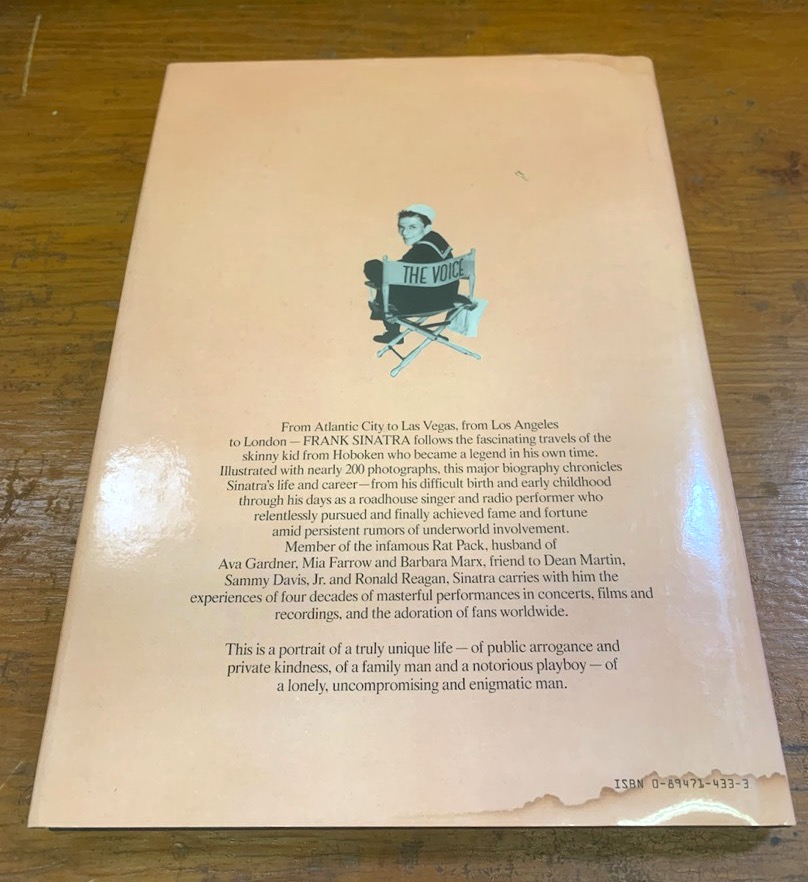 THE VOICE
From Atlantic City to Las Vegas, from Los Angeles
to London — FRANK SINATRA follows the fascinating travels of the
skinny kid from Hoboken who became a legend in his own time.
Illustrated with nearly 200 photographs, this major biography chronicles
Sinatra's life and career—from his difficult birth and early childhood
through his days as a roadhouse singer and radio performer who
relentlessly pursued and finally achieved fame and fortune
amid persistent rumors of underworld involvement.
Member of the infamous Rat Pack, husband of
Ava Gardner, Mia Farrow and Barbara Marx, friend to Dean Martin,
Sammy Davis, Jr. and Ronald Reagan, Sinatra carries with him the
experiences of four decades of masterful performances in concerts, films and
recordings, and the adoration of fans worldwide.
This is a portrait of a truly unique life — of public arrogance and
private kindness, of a family man and a notorious playboy — of
a lonely, uncompromising and enigmatic man.
ISBN 0-89471-433-3